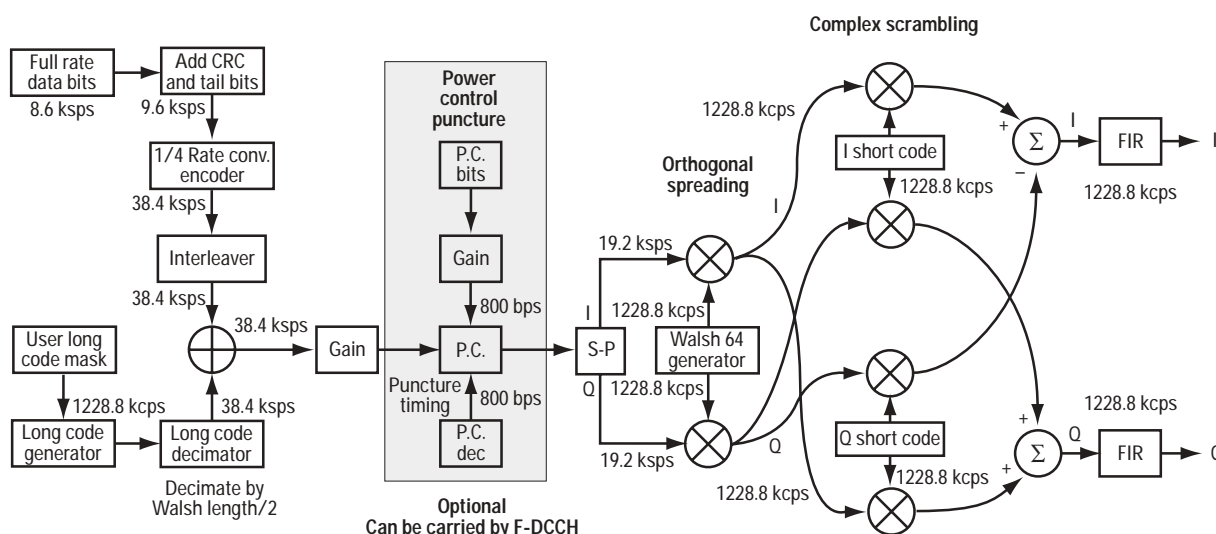 Complex scrambling
Full rate
data bits
8.6 ksps
Add CRC
and tail bits
9.6 ksps
1/4 Rate conv.
encoder
38.4 ksps
Interleaver
38.4 ksps
User long
code mask
1228.8 kcps
Long code
generator
Long code
decimator
38.4 ksps
Decimate by
Walsh length/2
38.4 ksps
Gain
Power
control
puncture
P.C.
bits
Gain
800 bps
P.C.
Puncture
timing
800 bps
P.C.
dec
Optional
Can be carried by F-DCCH
S-P
I
Q
19.2 ksps
19.2 ksps
Orthogonal
spreading
1228.8 kcps
Walsh 64
generator
1228.8 kcps
I
Q
1228.8 kcps
1228.8 kcps
I short code
1228.8 kcps
Q short code
1228.8 kcps
+
−
Σ
I
FIR
1228.8 kcps
I
+
+
Σ
Q
1228.8 kcps
FIR